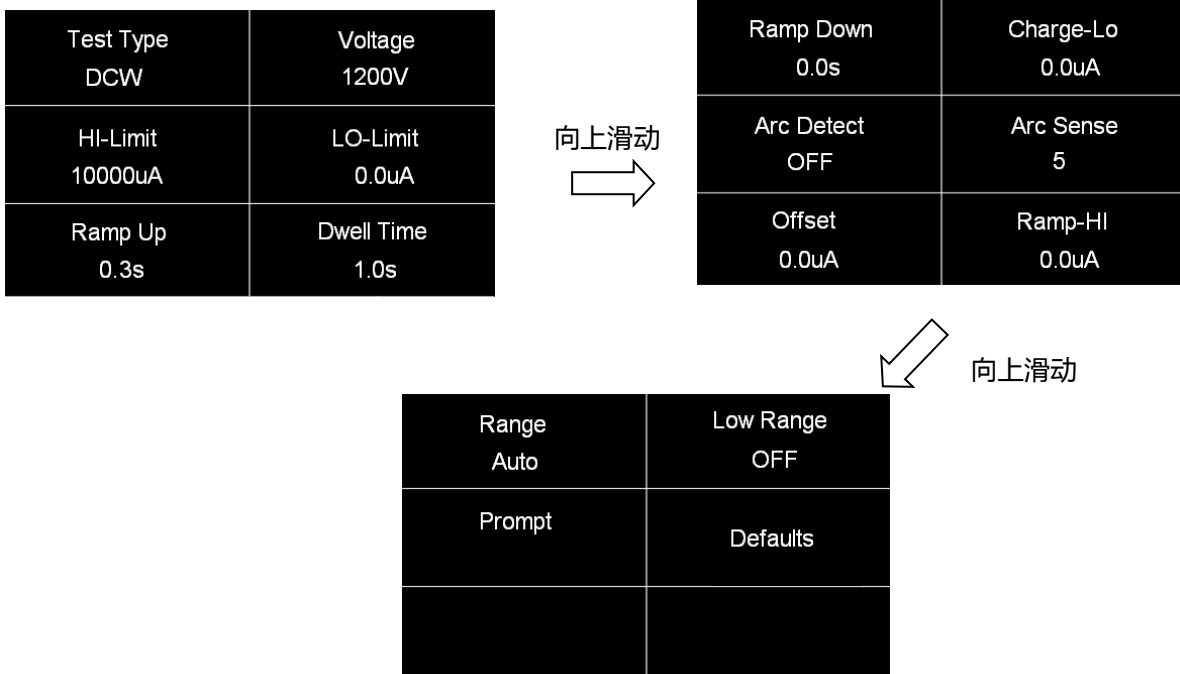 Test Type
DCW
Voltage
1200V
HI-Limit
10000uA
LO-Limit
0.0uA
Ramp Up
0.3s
Dwell Time
1.0s
向上滑动
Ramp Down
0.0s
Charge-Lo
0.0uA
Arc Detect
OFF
Arc Sense
5
Offset
0.0uA
Ramp-HI
0.0uA
向上滑动
Range
Auto
Low Range
OFF
Prompt
Defaults